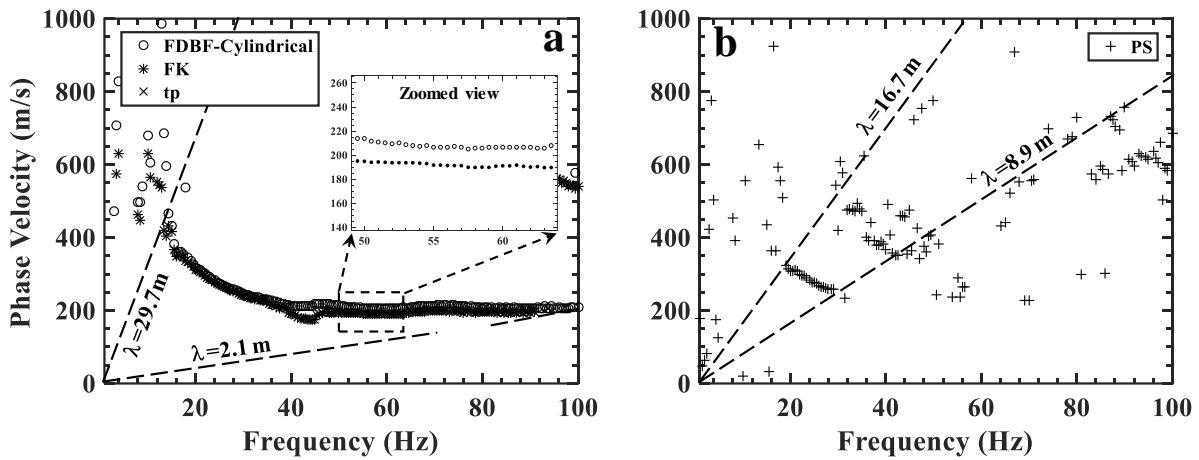 a
FDBF-Cylindrical
FK
tp
Zoomed view
260
240
220
200
180
160
140
50
55
60
λ=29.7m
λ=2.1 m
Phase Velocity (m/s)
1000
800
600
400
200
0
20
40
60
80
100
Frequency (Hz)
b
PS
λ=16.7 m
λ=8.9 m
1000
800
600
400
200
0
20
40
60
80
100
Frequency (Hz)